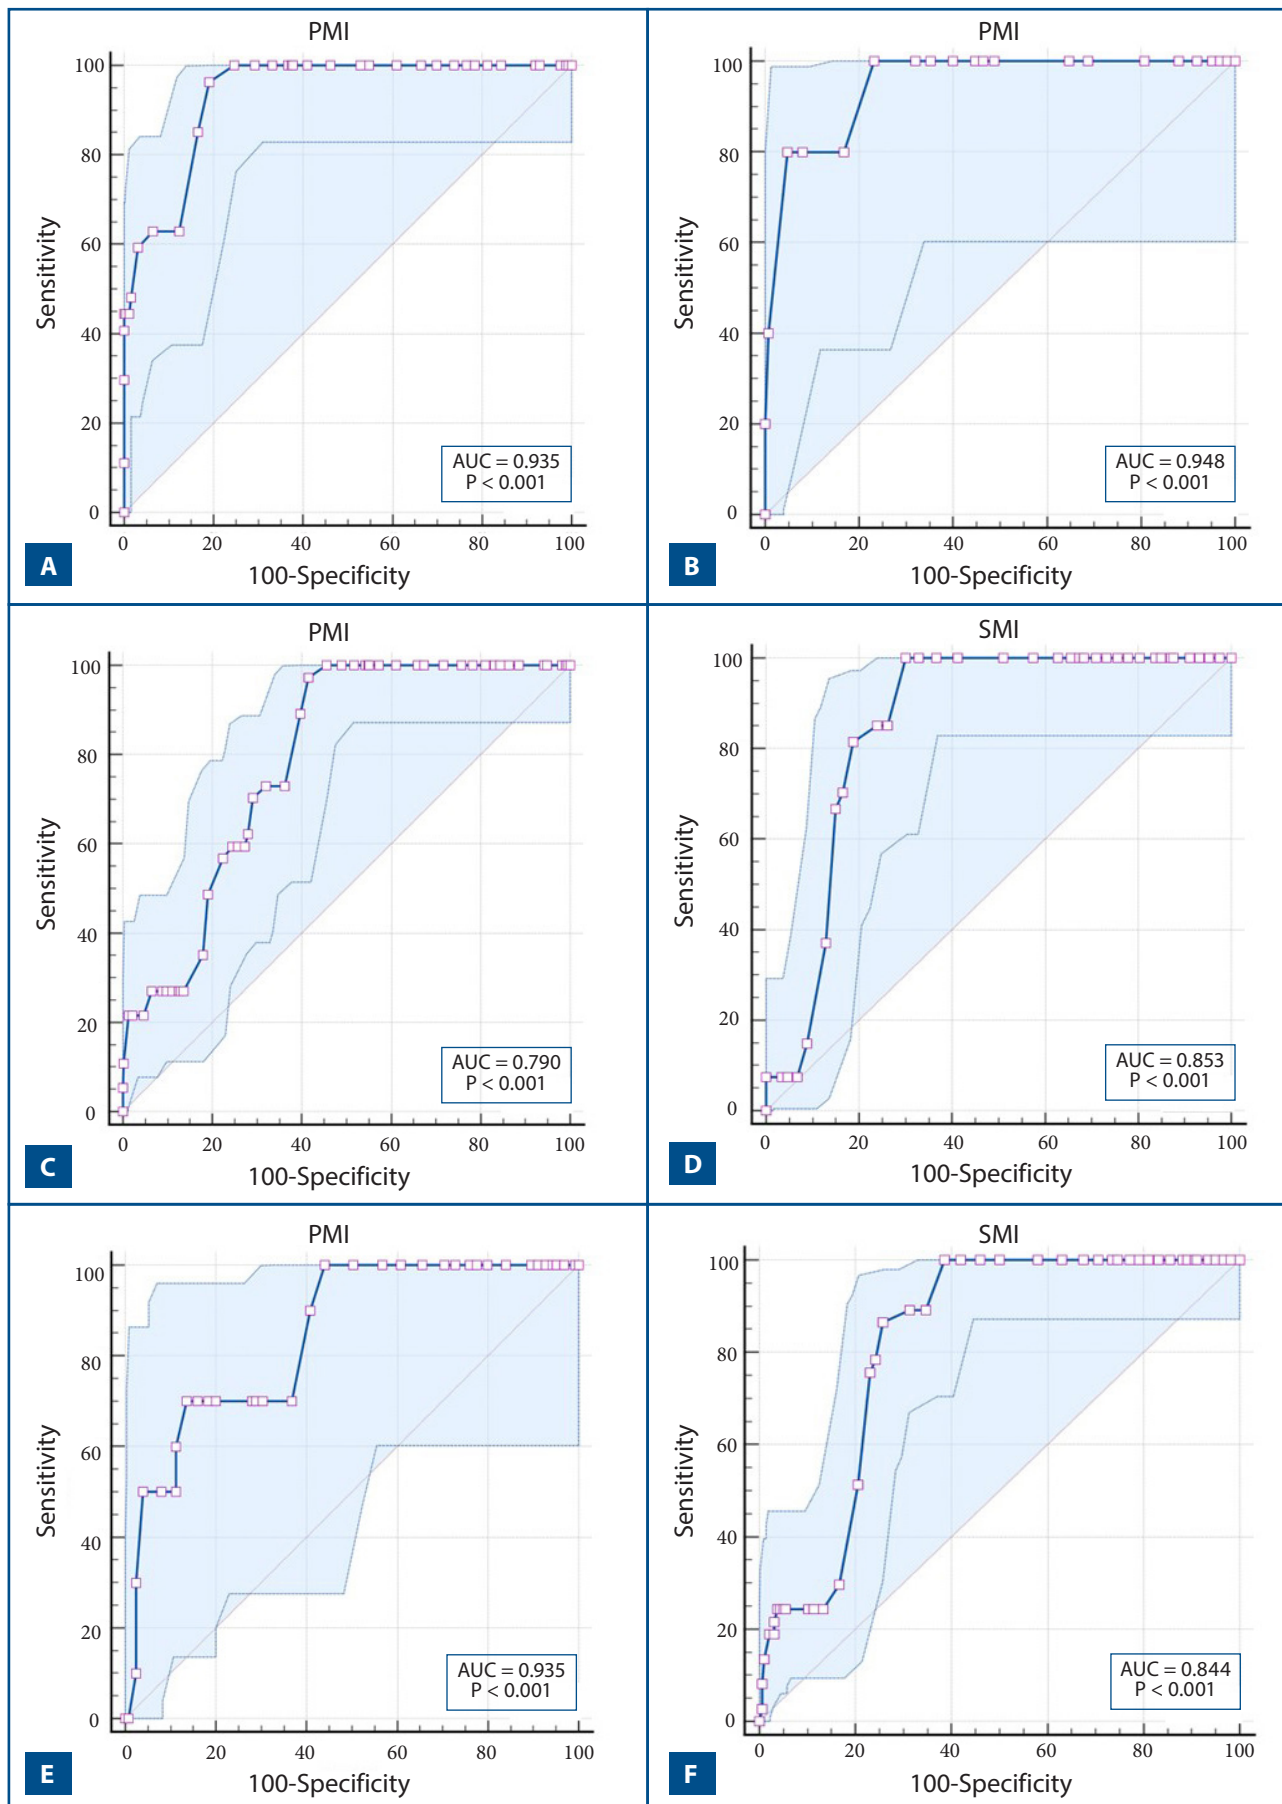 PMI
100
80
60
40
20
0
Sensitivity
AUC = 0.935
P < 0.001
0 20 40 60 80 100
100-Specificity
A
PMI
100
80
60
40
20
0
Sensitivity
AUC = 0.948
P < 0.001
0 20 40 60 80 100
100-Specificity
B
PMI
100
80
60
40
20
0
Sensitivity
AUC = 0.790
P < 0.001
0 20 40 60 80 100
100-Specificity
C
SMI
100
80
60
40
20
0
Sensitivity
AUC = 0.853
P < 0.001
0 20 40 60 80 100
100-Specificity
D
PMI
100
80
60
40
20
0
Sensitivity
AUC = 0.935
P < 0.001
0 20 40 60 80 100
100-Specificity
E
SMI
100
80
60
40
20
0
Sensitivity
AUC = 0.844
P < 0.001
0 20 40 60 80 100
100-Specificity
F